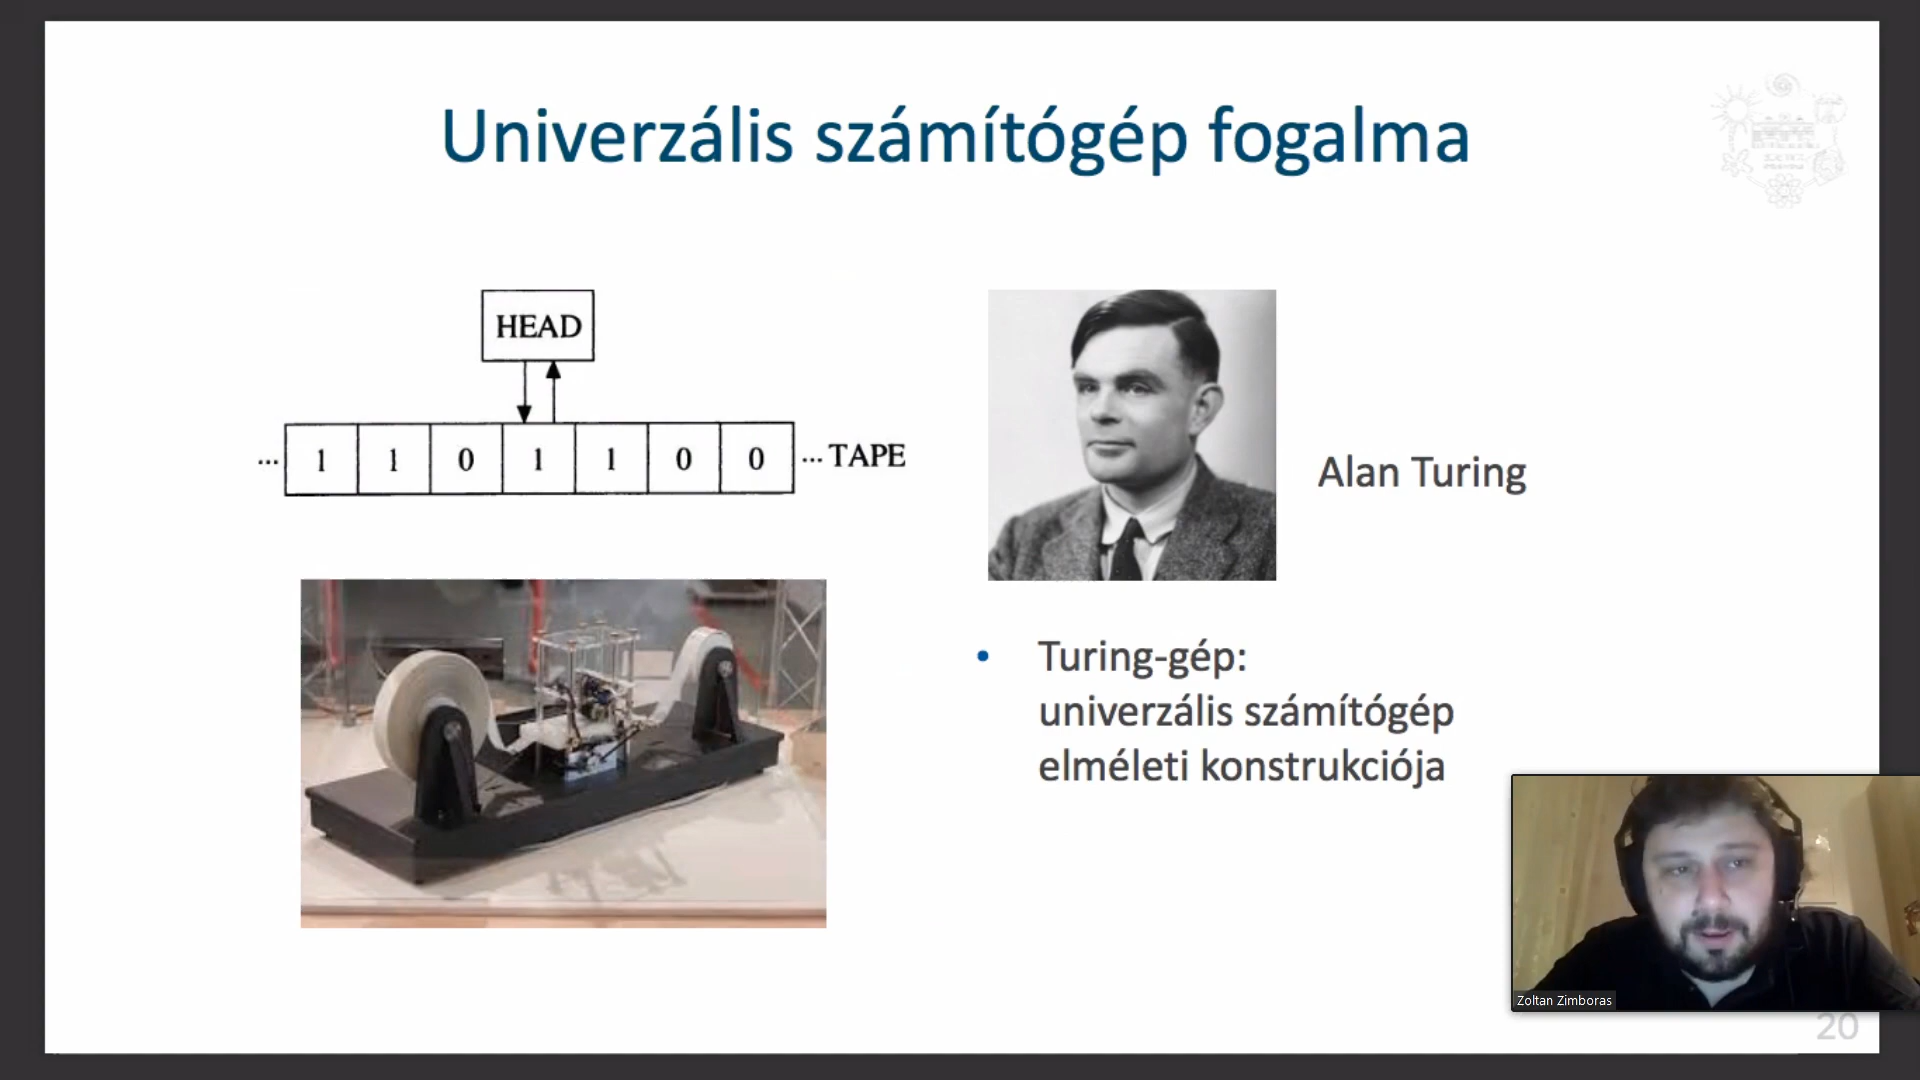 Univerzális számítógép fogalma
HEAD
... 1 1 0 1 1 0 0 ... TAPE
Alan Turing
• Turing-gép:
univerzális számítógép
elméleti konstrukciója
Zoltan Zimboras
20